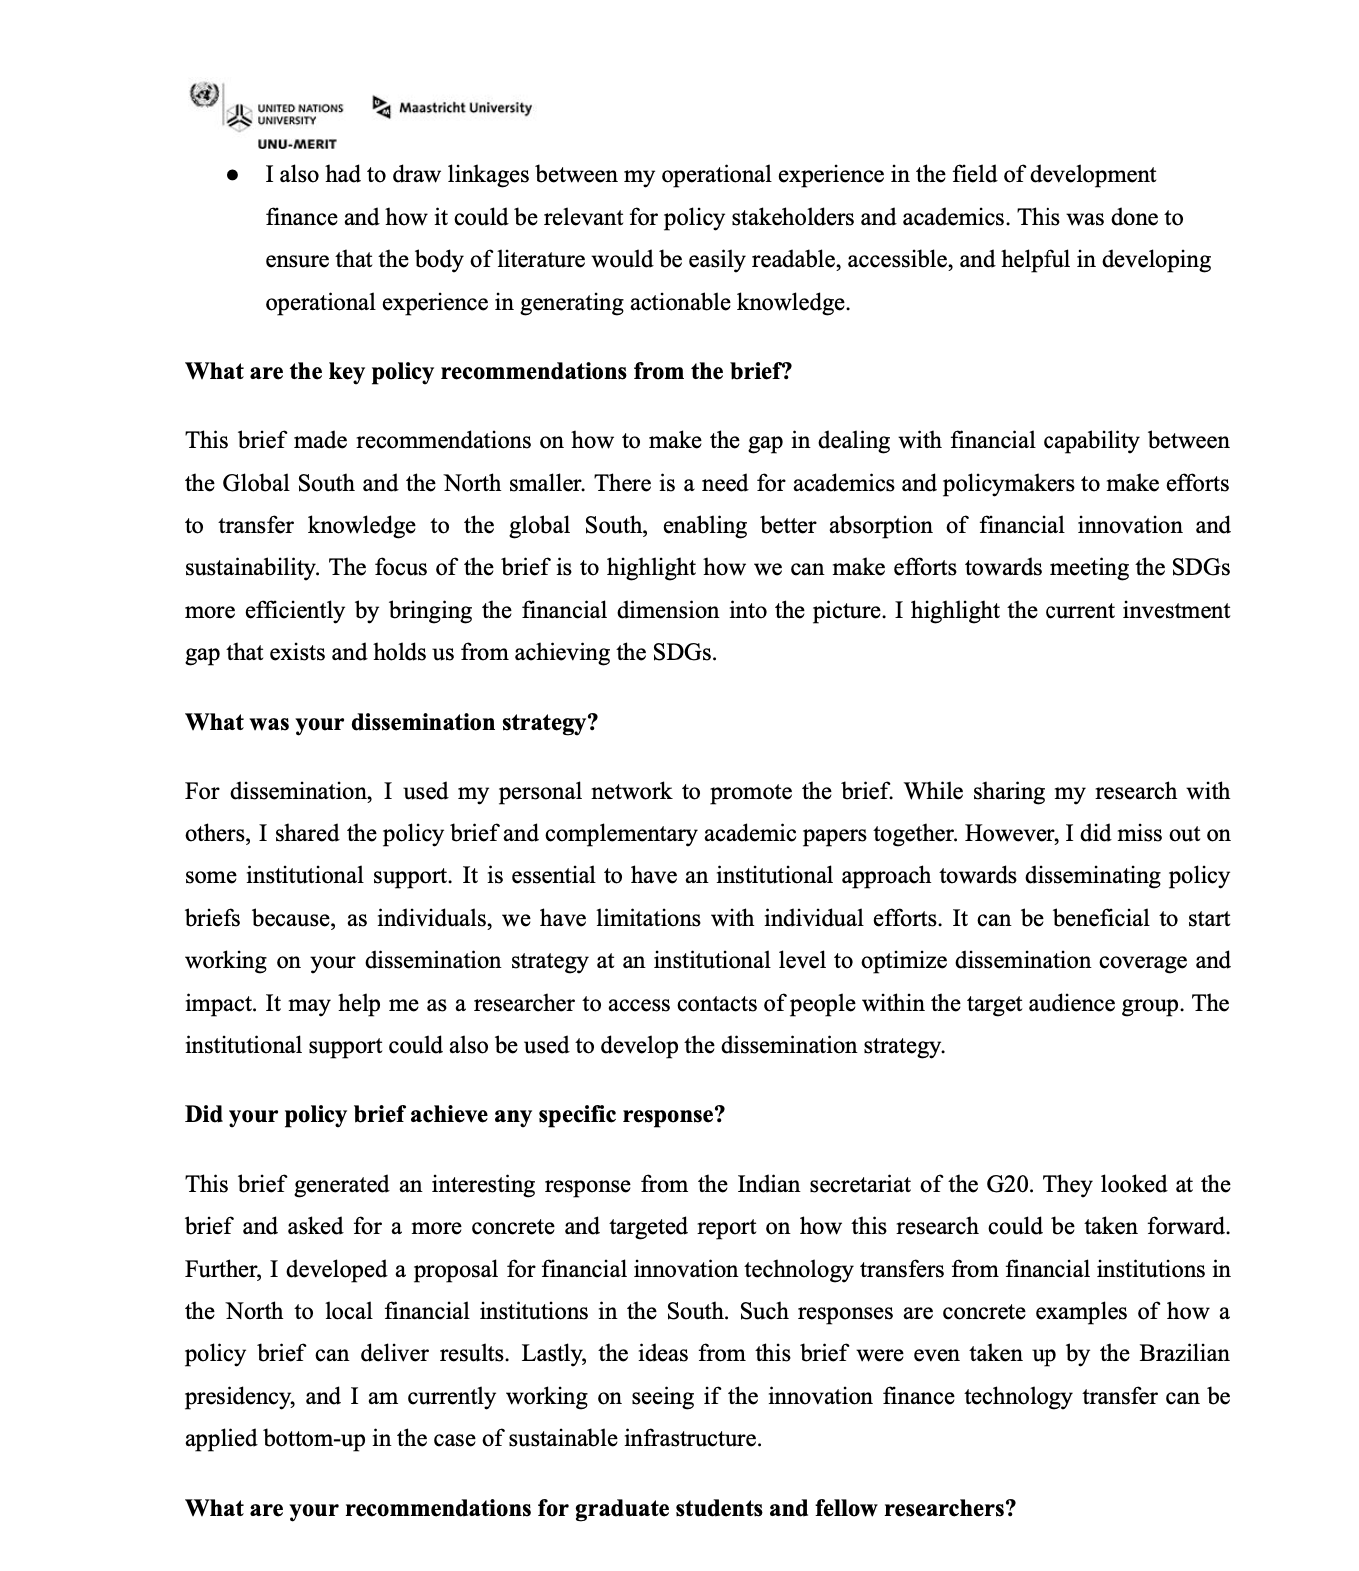 UNITED NATIONS
UNIVERSITY
UNU-MERIT
Maastricht University
● I also had to draw linkages between my operational experience in the field of development
finance and how it could be relevant for policy stakeholders and academics. This was done to
ensure that the body of literature would be easily readable, accessible, and helpful in developing
operational experience in generating actionable knowledge.
What are the key policy recommendations from the brief?
This brief made recommendations on how to make the gap in dealing with financial capability between
the Global South and the North smaller. There is a need for academics and policymakers to make efforts
to transfer knowledge to the global South, enabling better absorption of financial innovation and
sustainability. The focus of the brief is to highlight how we can make efforts towards meeting the SDGs
more efficiently by bringing the financial dimension into the picture. I highlight the current investment
gap that exists and holds us from achieving the SDGs.
What was your dissemination strategy?
For dissemination, I used my personal network to promote the brief. While sharing my research with
others, I shared the policy brief and complementary academic papers together. However, I did miss out on
some institutional support. It is essential to have an institutional approach towards disseminating policy
briefs because, as individuals, we have limitations with individual efforts. It can be beneficial to start
working on your dissemination strategy at an institutional level to optimize dissemination coverage and
impact. It may help me as a researcher to access contacts of people within the target audience group. The
institutional support could also be used to develop the dissemination strategy.
Did your policy brief achieve any specific response?
This brief generated an interesting response from the Indian secretariat of the G20. They looked at the
brief and asked for a more concrete and targeted report on how this research could be taken forward.
Further, I developed a proposal for financial innovation technology transfers from financial institutions in
the North to local financial institutions in the South. Such responses are concrete examples of how a
policy brief can deliver results. Lastly, the ideas from this brief were even taken up by the Brazilian
presidency, and I am currently working on seeing if the innovation finance technology transfer can be
applied bottom-up in the case of sustainable infrastructure.
What are your recommendations for graduate students and fellow researchers?